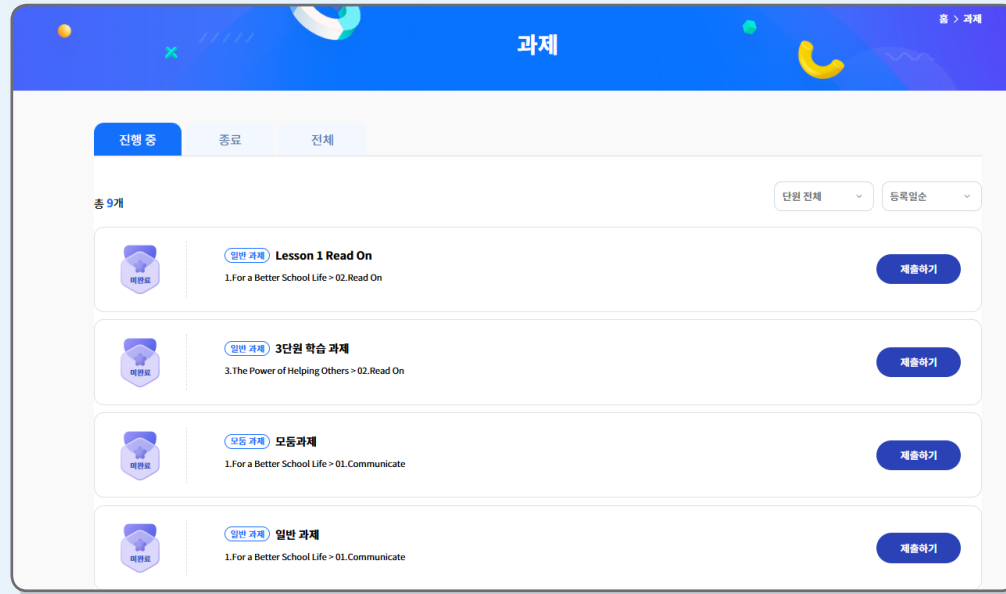 홈 > 과제
과제
진행 중 종료 전체
총 9개 단원 전체 등록일순
미완료 일반 과제 Lesson 1 Read On 제출하기
1.For a Better School Life > 02.Read On
미완료 일반 과제 3단원 학습 과제 제출하기
3.The Power of Helping Others > 02.Read On
미완료 모둠 과제 모둠과제 제출하기
1.For a Better School Life > 01.Communicate
미완료 일반 과제 일반 과제 제출하기
1.For a Better School Life > 01.Communicate